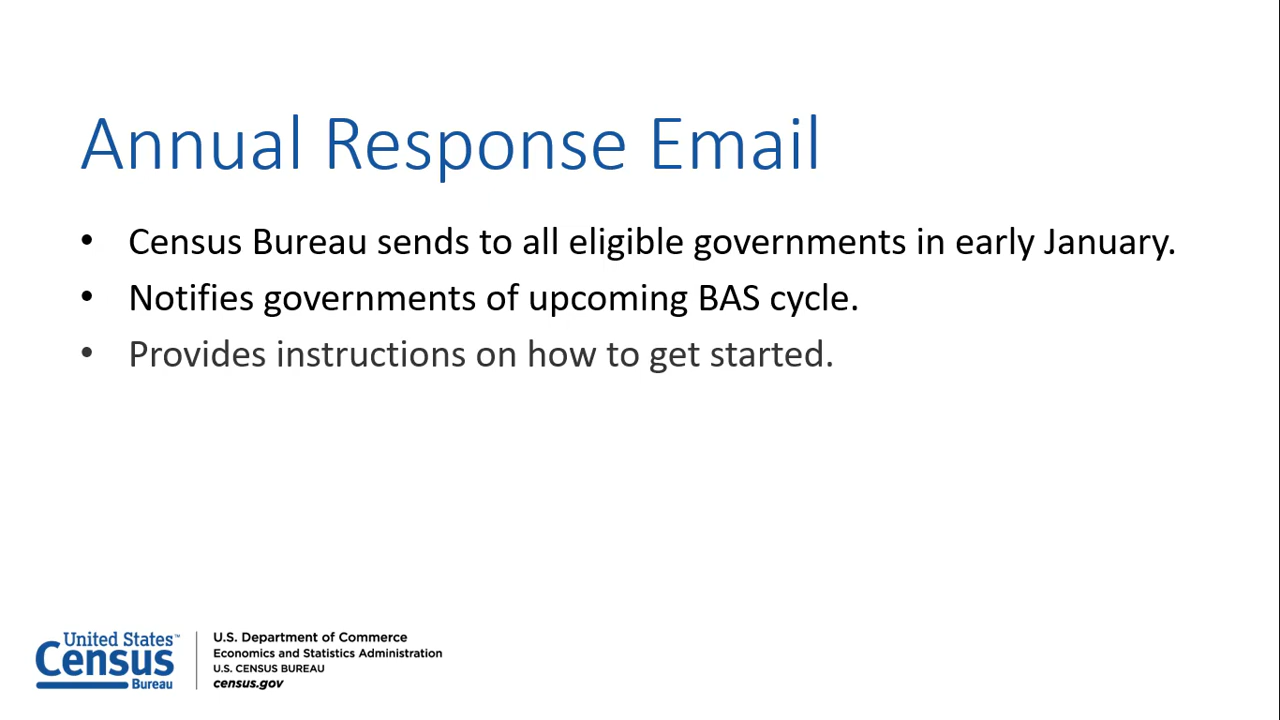 Annual Response Email
• Census Bureau sends to all eligible governments in early January.
• Notifies governments of upcoming BAS cycle.
• Provides instructions on how to get started.
United States™
Census
Bureau
U.S. Department of Commerce
Economics and Statistics Administration
U.S. CENSUS BUREAU
census.gov